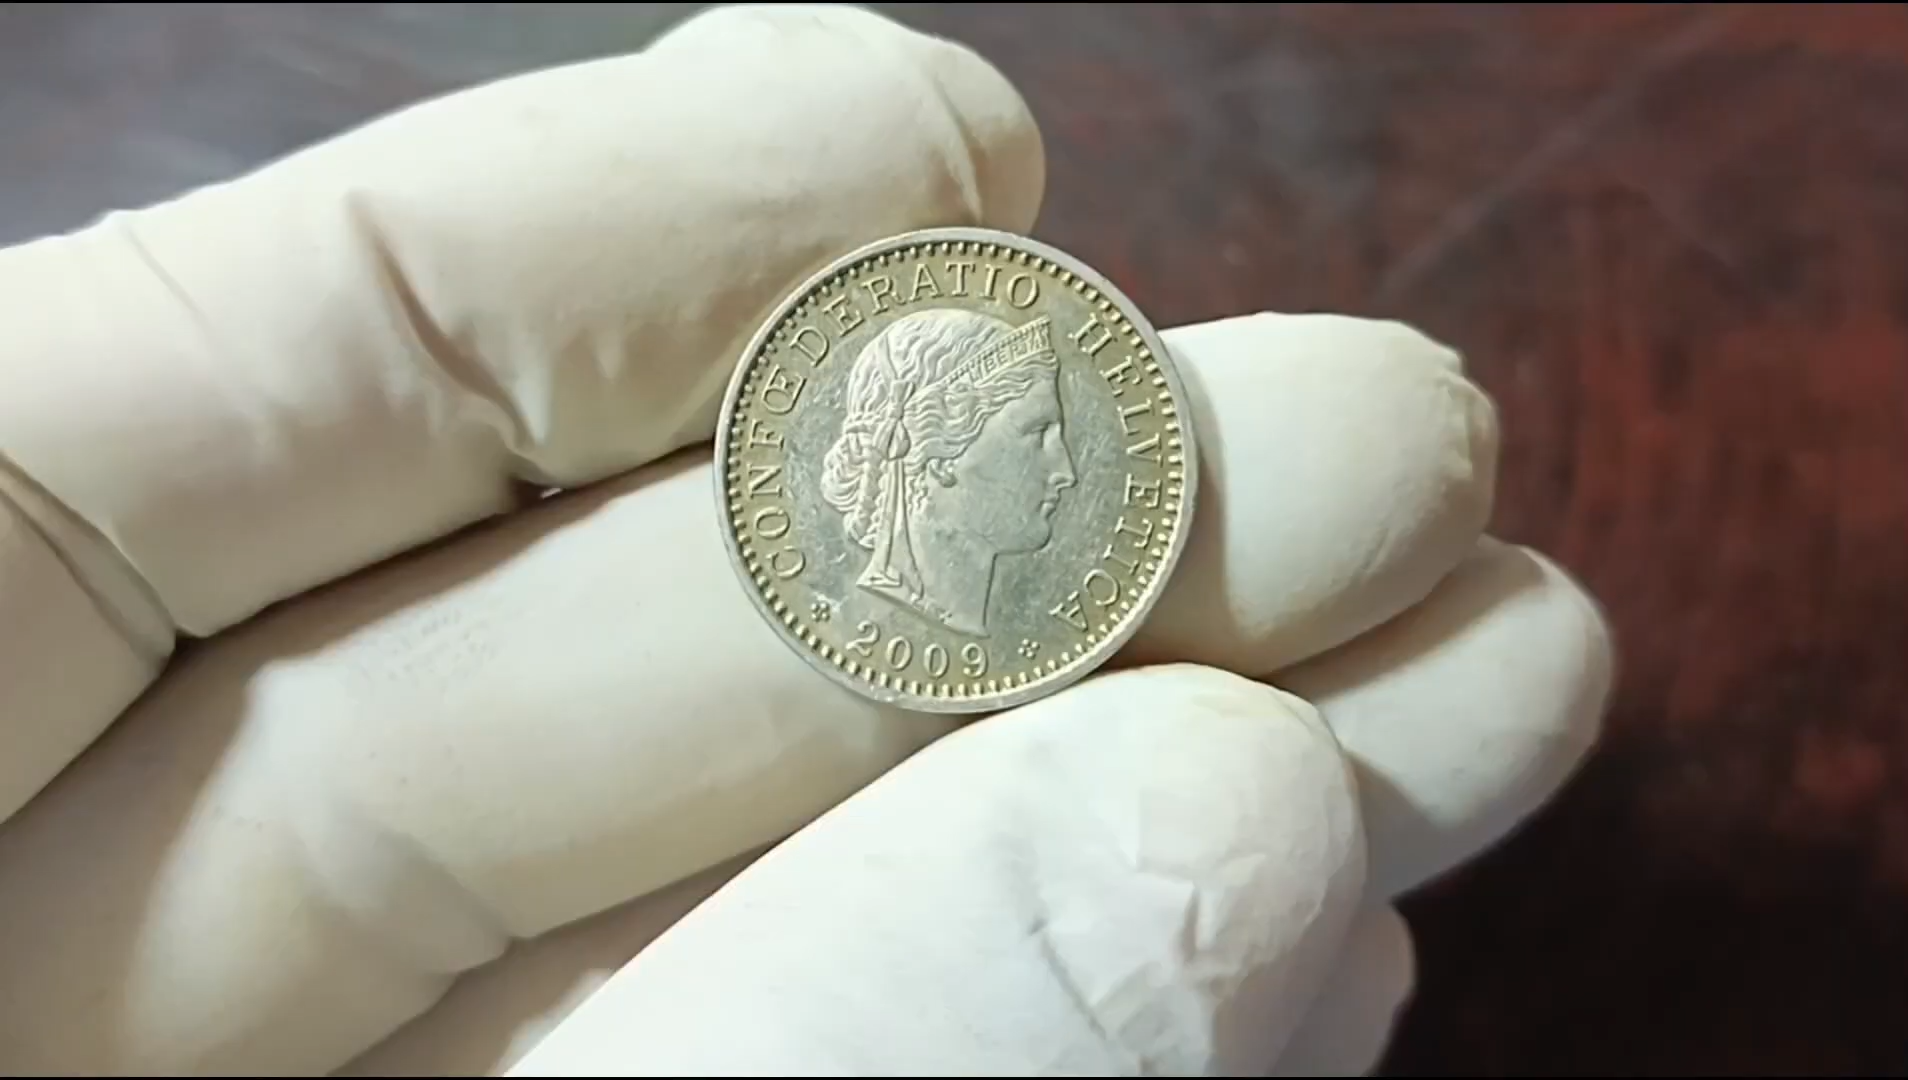 CONFŒDERATIO HELVETICA
LIBERTAS
* 2009 *